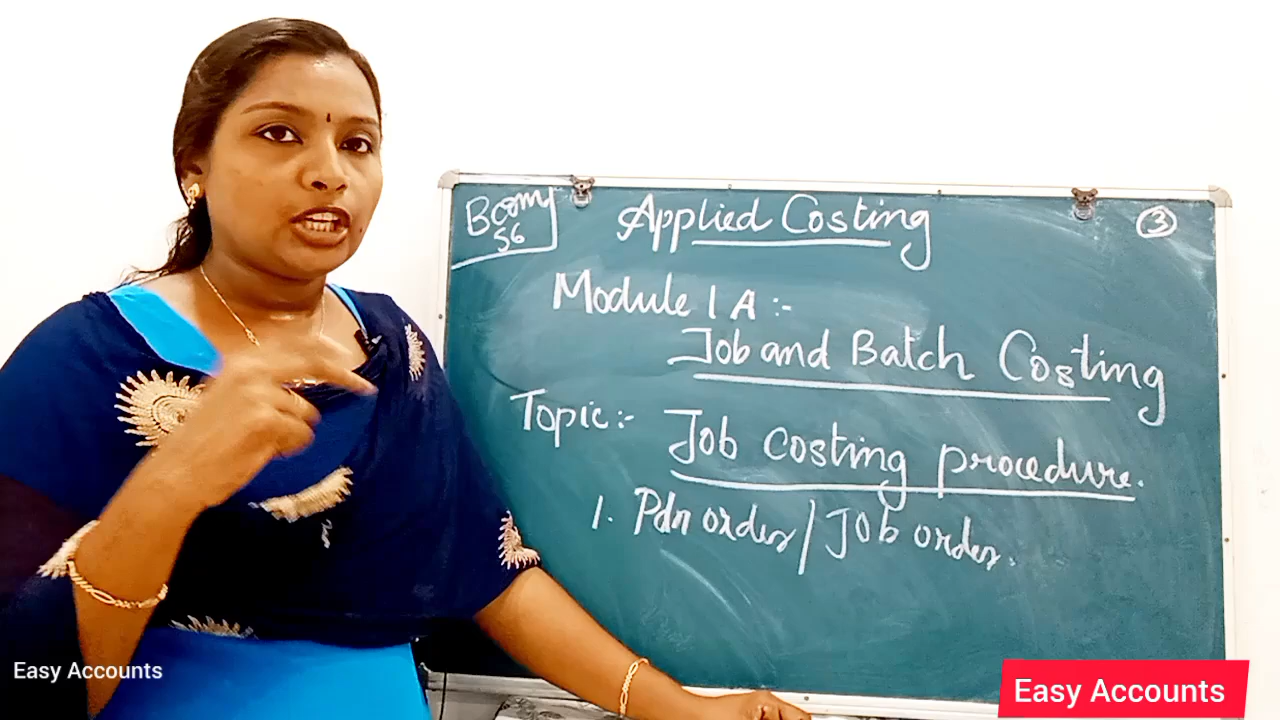 Bcom
S6
Applied Costing
3
Module 1 A :-
Job and Batch Costing
Topic:- Job costing procedure.
1. Pdn order/Job order.
Easy Accounts
Easy Accounts